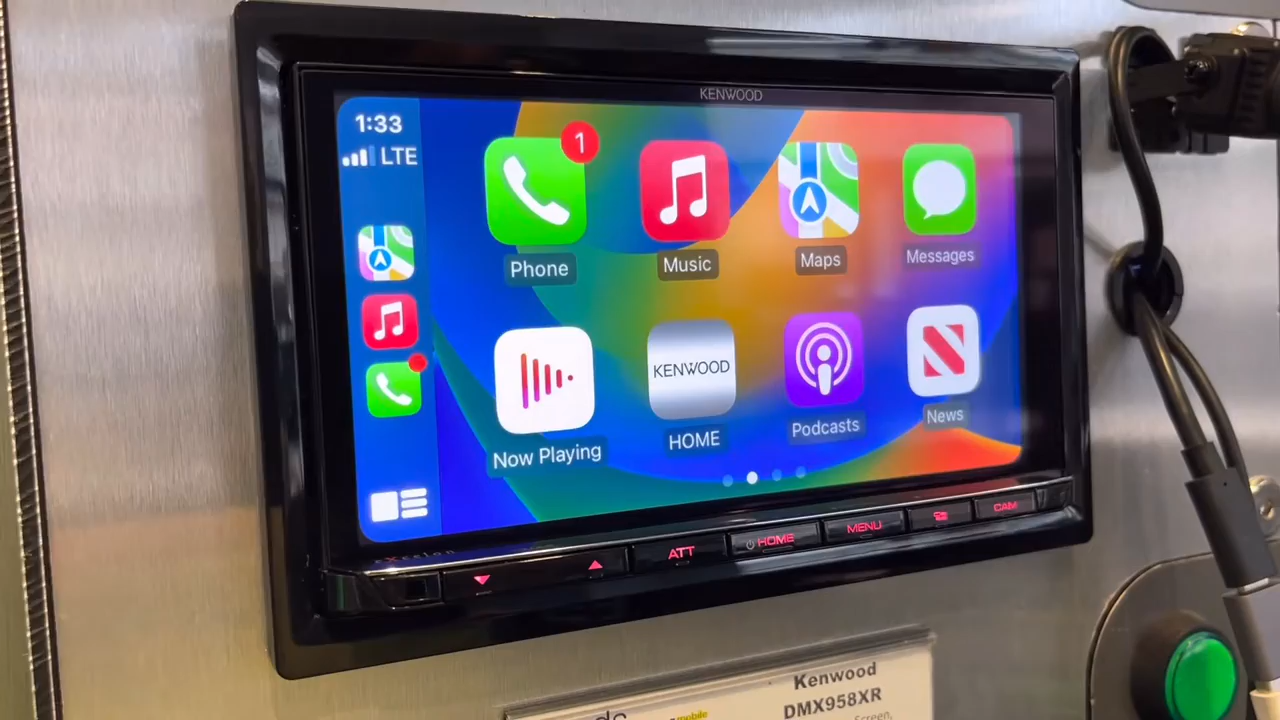 KENWOOD
1:33
LTE
1
Phone
Music
Maps
Messages
KENWOOD
Now Playing
HOME
Podcasts
News
ATT
HOME
MENU
CAM
Kenwood
DMX958XR
mobile